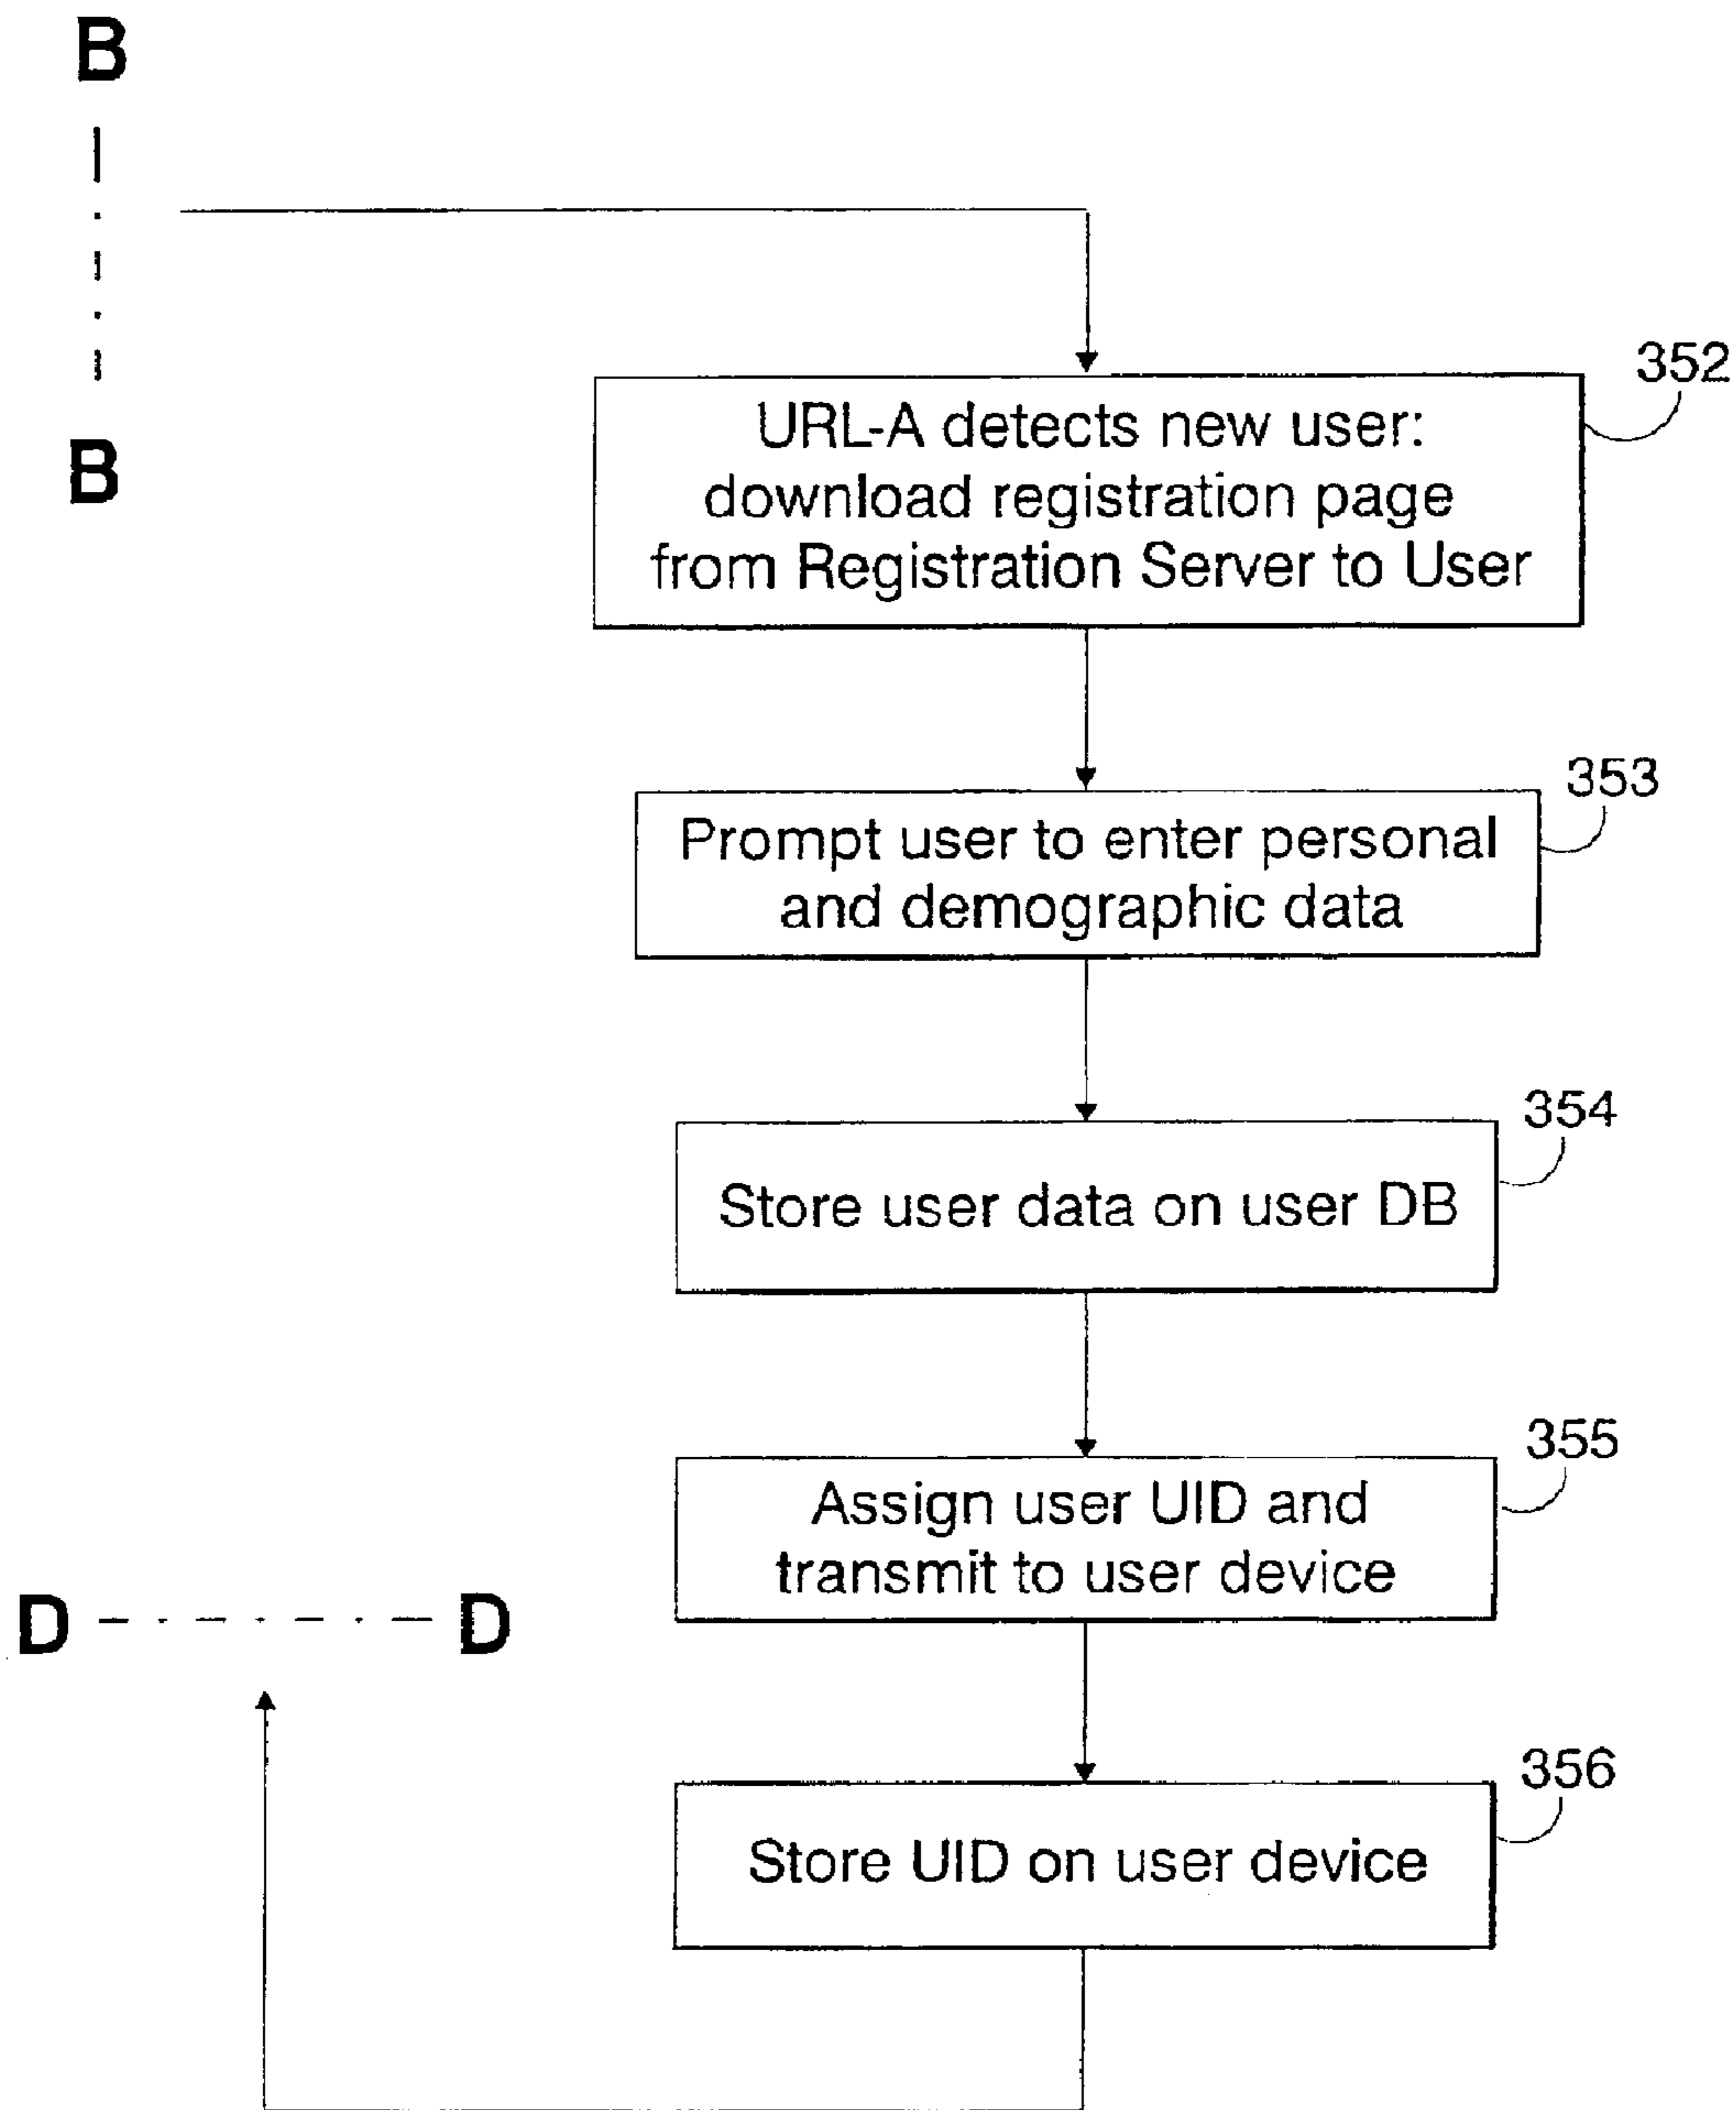 B
B
352
URL-A detects new user:
download registration page
from Registration Server to User
353
Prompt user to enter personal
and demographic data
354
Store user data on user DB
355
Assign user UID and
transmit to user device
D D
356
Store UID on user device